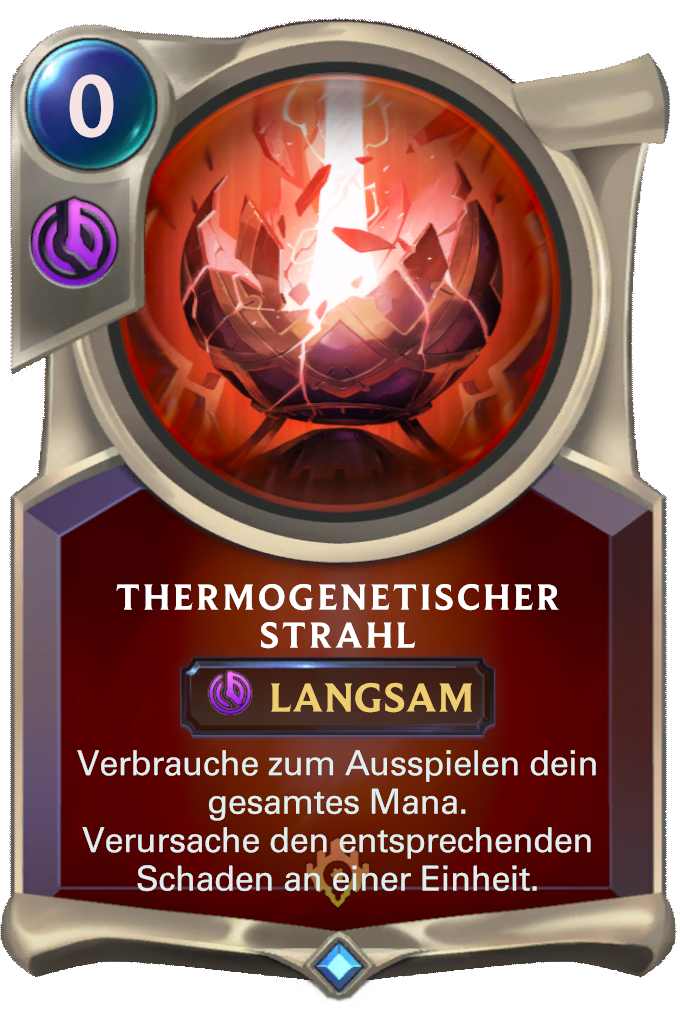 0
THERMOGENETISCHER
STRAHL
LANGSAM
Verbrauche zum Ausspielen dein
gesamtes Mana.
Verursache den entsprechenden
Schaden an einer Einheit.